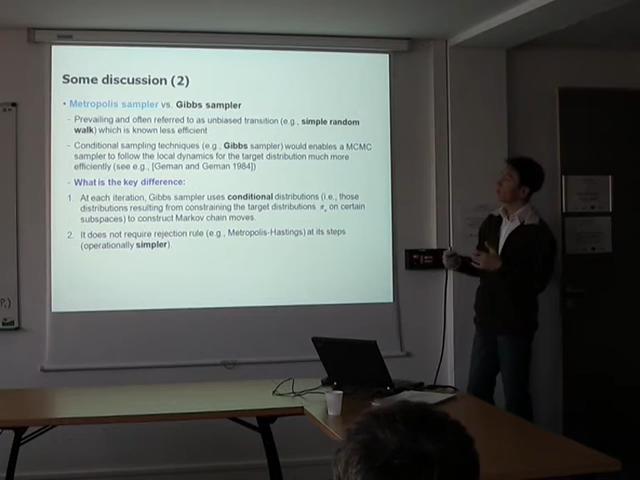 Some discussion (2)
• Metropolis sampler vs. Gibbs sampler
- Prevailing and often referred to as unbiased transition (e.g., simple random
walk) which is known less efficient
- Conditional sampling techniques (e.g., Gibbs sampler) would enables a MCMC
sampler to follow the local dynamics for the target distribution much more
efficiently (see e.g., [Geman and Geman 1984])
- What is the key difference:
1. At each iteration, Gibbs sampler uses conditional distributions (i.e., those
distributions resulting from constraining the target distributions on certain
subspaces) to construct Markov chain moves.
2. It does not require rejection rule (e.g., Metropolis-Hastings) at its steps
(operationally simpler).